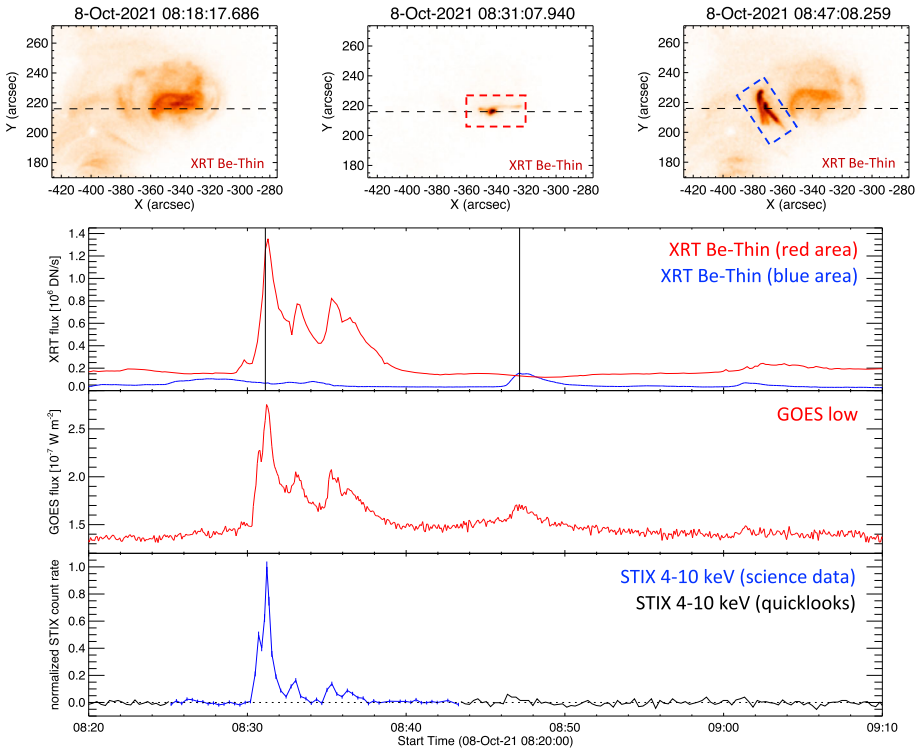 8-Oct-2021 08:18:17.686
8-Oct-2021 08:31:07.940
8-Oct-2021 08:47:08.259
260
240
220
200
180
Y (arcsec)
XRT Be-Thin
-420 -400 -380 -360 -340 -320 -300 -280
X (arcsec)
260
240
220
200
180
Y (arcsec)
XRT Be-Thin
-420 -400 -380 -360 -340 -320 -300 -280
X (arcsec)
260
240
220
200
180
Y (arcsec)
XRT Be-Thin
-420 -400 -380 -360 -340 -320 -300 -280
X (arcsec)
1.4
1.2
1.0
0.8
0.6
0.4
0.2
0.0
XRT flux [10⁶ DN/s]
XRT Be-Thin (red area)
XRT Be-Thin (blue area)
2.5
2.0
1.5
GOES flux [10⁻⁷ W m⁻²]
GOES low
1.0
0.8
0.6
0.4
0.2
0.0
normalized STIX count rate
STIX 4-10 keV (science data)
STIX 4-10 keV (quicklooks)
08:20 08:30 08:40 08:50 09:00 09:10
Start Time (08-Oct-21 08:20:00)